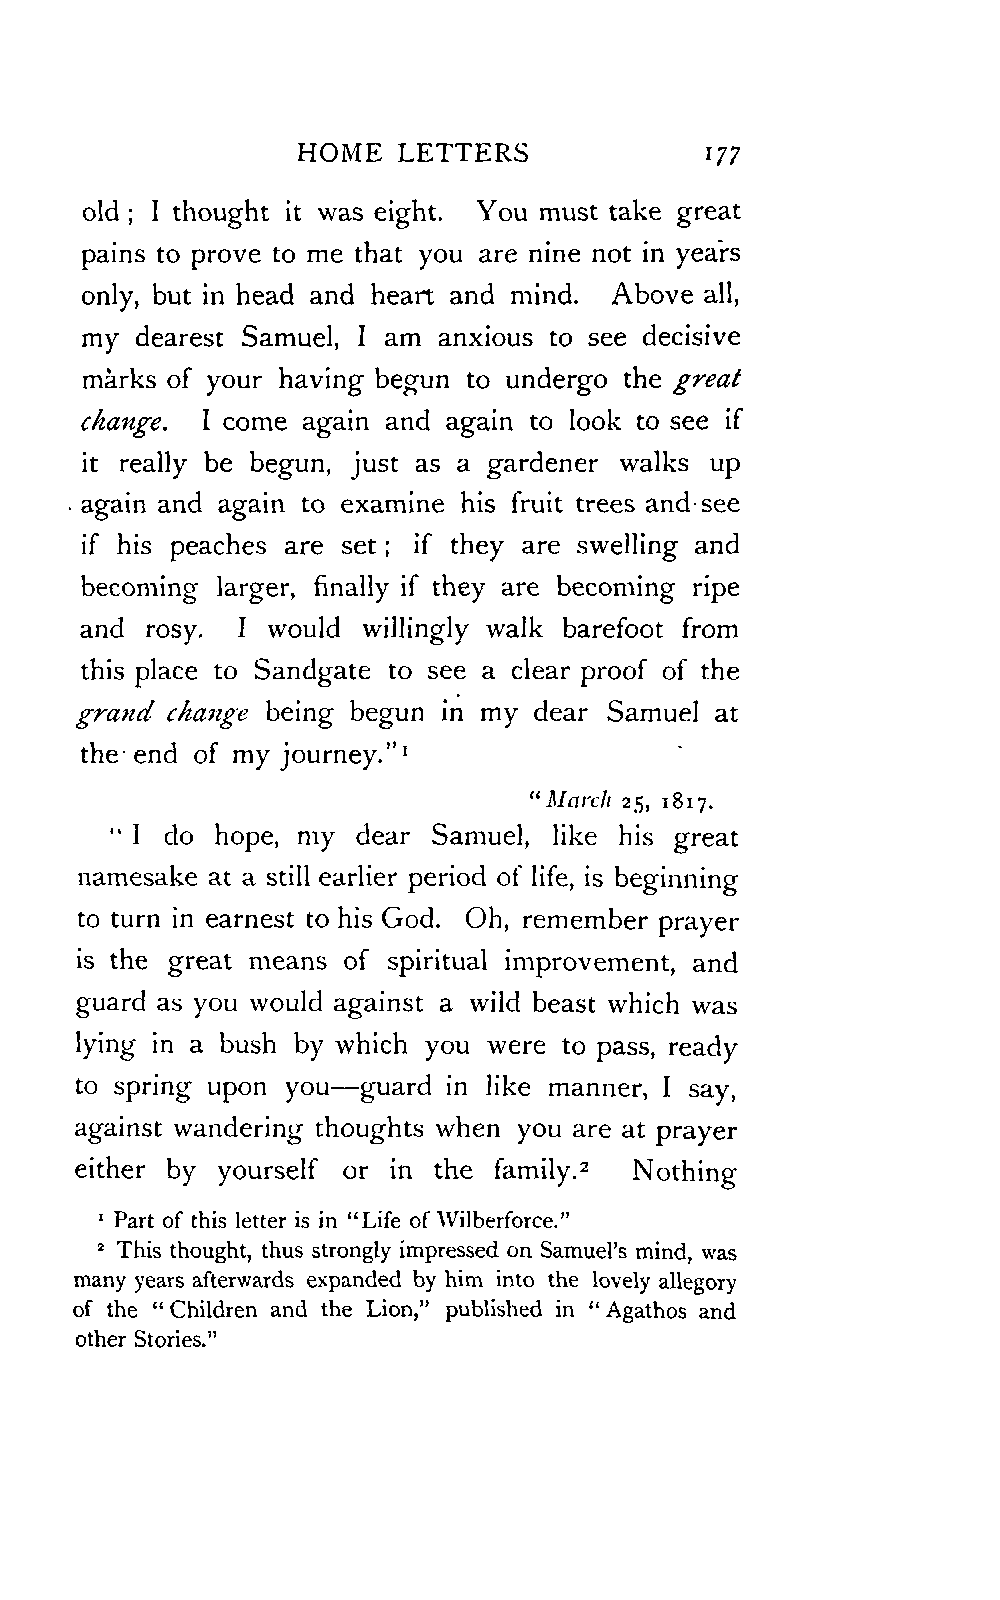 HOME LETTERS 177
old ; I thought it was eight. You must take great
pains to prove to me that you are nine not in years
only, but in head and heart and mind. Above all,
my dearest Samuel, I am anxious to see decisive
marks of your having begun to undergo the great
change. I come again and again to look to see if
it really be begun, just as a gardener walks up
again and again to examine his fruit trees and see
if his peaches are set ; if they are swelling and
becoming larger, finally if they are becoming ripe
and rosy. I would willingly walk barefoot from
this place to Sandgate to see a clear proof of the
grand change being begun in my dear Samuel at
the end of my journey." ¹
"March 25, 1817.
"I do hope, my dear Samuel, like his great
namesake at a still earlier period of life, is beginning
to turn in earnest to his God. Oh, remember prayer
is the great means of spiritual improvement, and
guard as you would against a wild beast which was
lying in a bush by which you were to pass, ready
to spring upon you—guard in like manner, I say,
against wandering thoughts when you are at prayer
either by yourself or in the family.² Nothing
¹ Part of this letter is in "Life of Wilberforce."
² This thought, thus strongly impressed on Samuel's mind, was
many years afterwards expanded by him into the lovely allegory
of the "Children and the Lion," published in "Agathos and
other Stories."